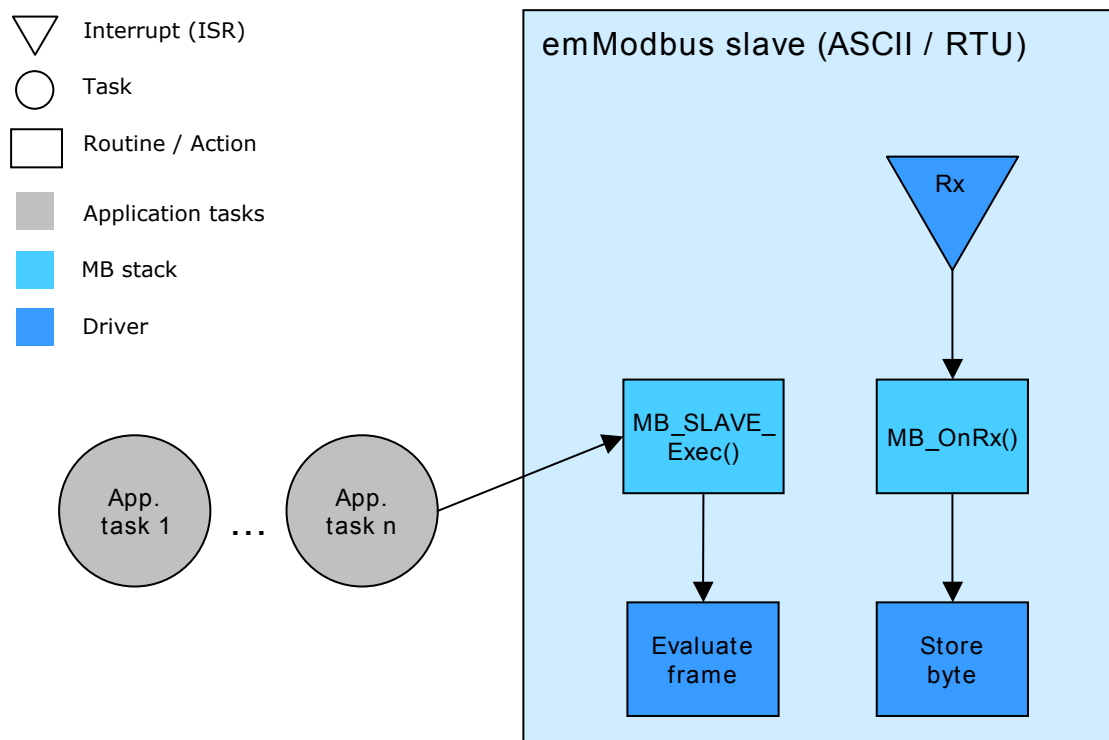 Interrupt (ISR)
Task
Routine / Action
Application tasks
MB stack
Driver
emModbus slave (ASCII / RTU)
Rx
MB_SLAVE_
Exec()
MB_OnRx()
App.
task 1
...
App.
task n
Evaluate
frame
Store
byte